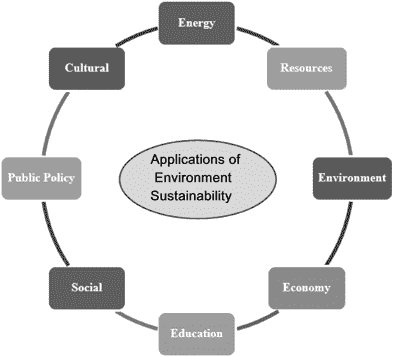 Energy
Cultural
Resources
Public Policy
Applications of
Environment
Sustainability
Environment
Social
Economy
Education